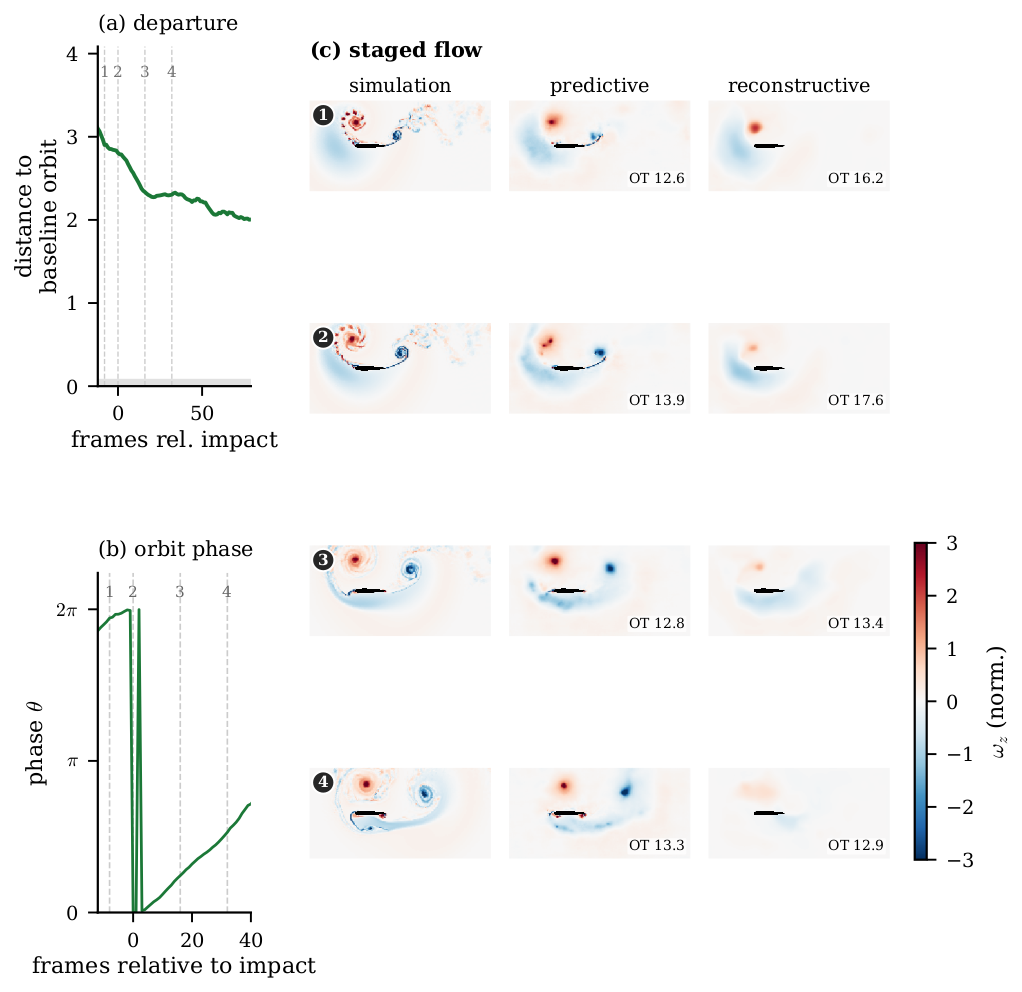 (a) departure
4
3
2
1
0
1 2 3 4
distance to
baseline orbit
0 50
frames rel. impact
(b) orbit phase
2π
π
0
1 2 3 4
phase θ
0 20 40
frames relative to impact
(c) staged flow
simulation predictive reconstructive
1
OT 12.6
OT 16.2
2
OT 13.9
OT 17.6
3
OT 12.8
OT 13.4
4
OT 13.3
OT 12.9
3
2
1
0
−1
−2
−3
ω_z (norm.)